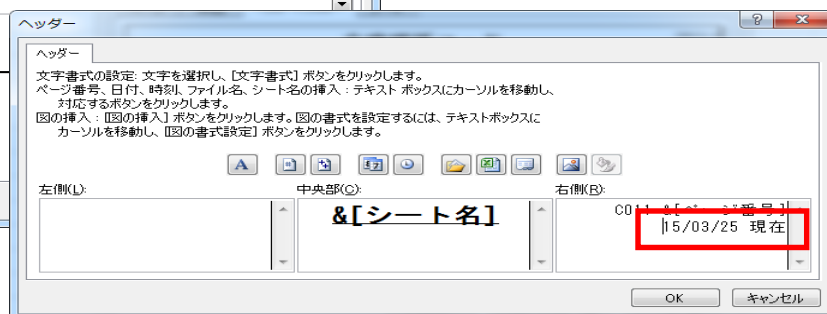 ヘッダー
ヘッダー
文字書式の設定: 文字を選択し、[文字書式] ボタンをクリックします。
ページ番号、日付、時刻、ファイル名、シート名の挿入 : テキスト ボックスにカーソルを移動し、
対応するボタンをクリックします。
図の挿入 : [図の挿入] ボタンをクリックします。図の書式を設定するには、テキストボックスに
カーソルを移動し、[図の書式設定] ボタンをクリックします。
A
左側(L):
中央部(C):
右側(R):
&[シート名]
C011 &[ページ番号]
15/03/25 現在
OK
キャンセル